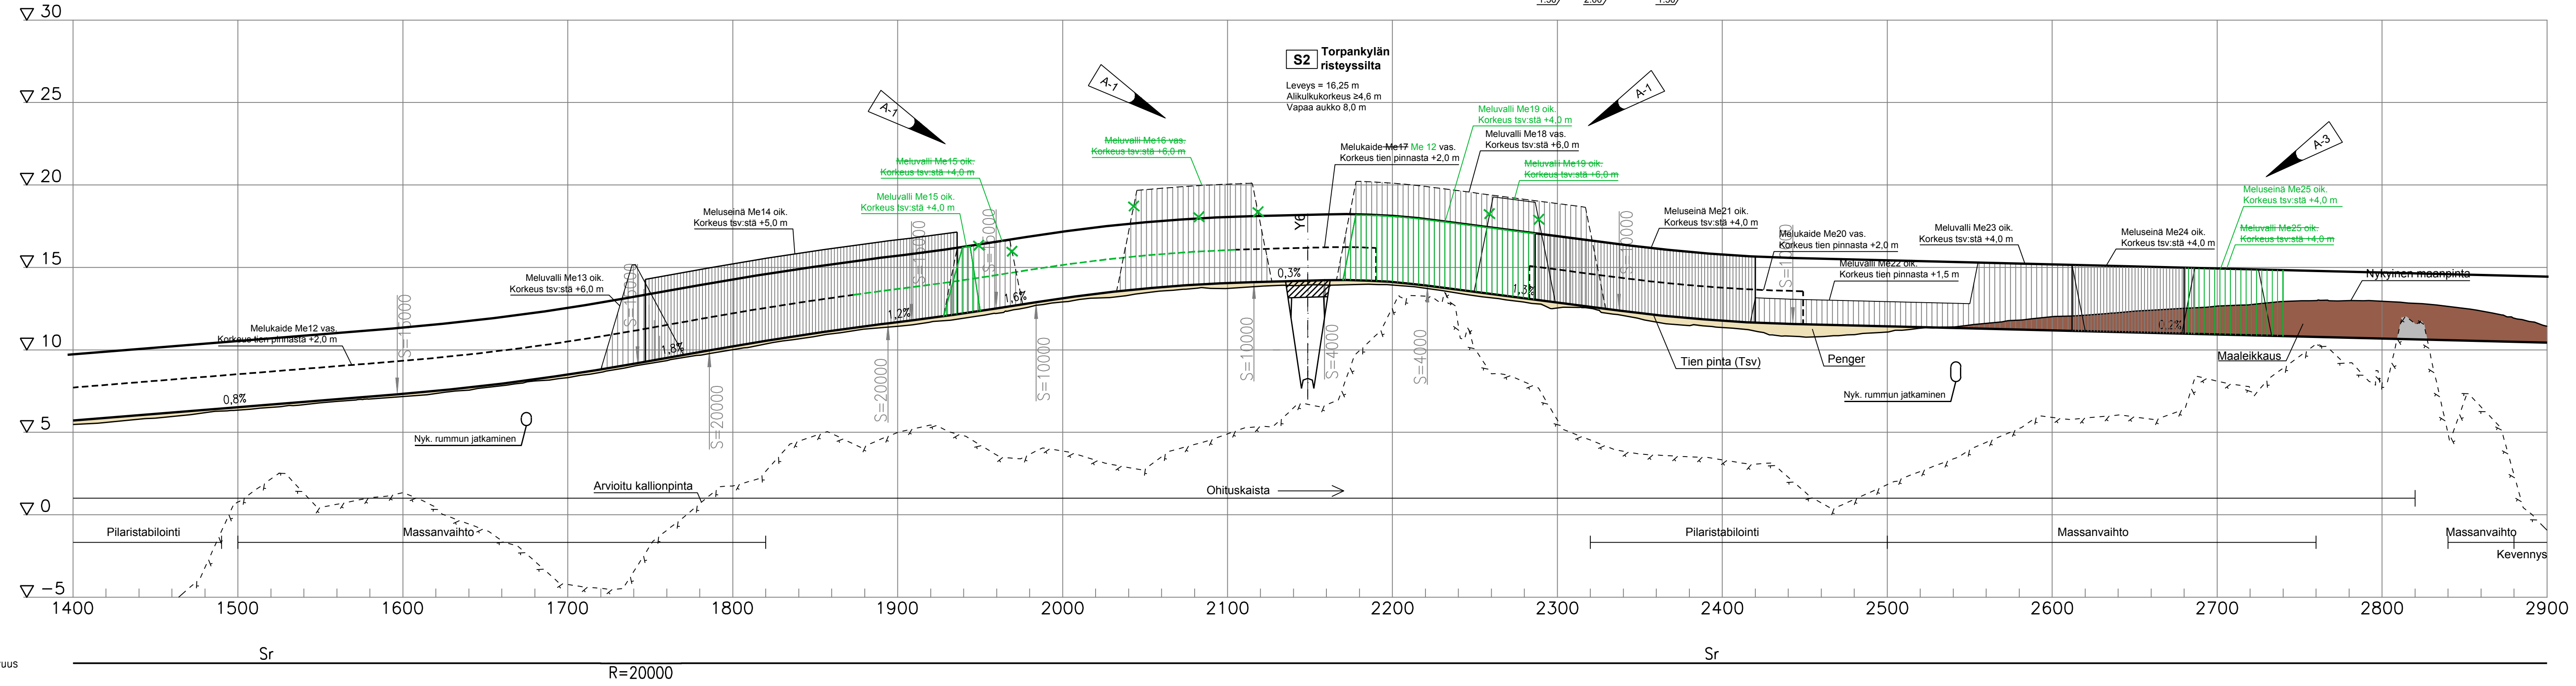 1:50
2:00
1:50
30
25
20
15
10
5
0
-5
S2
Torpankylän
risteyssilta
Leveys = 16,25 m
Alikulkukorkeus ≥4,6 m
Vapaa aukko 8,0 m
A-1
A-1
A-1
A-3
Meluvalli Me19 oik.
Korkeus tsv:stä +4,0 m
Meluvalli Me18 vas.
Korkeus tsv:stä +6,0 m
Meluvalli Me16 vas.
Korkeus tsv:stä +6,0 m
Melukaide Me17 Me 12 vas.
Korkeus tien pinnasta +2,0 m
Meluvalli Me15 oik.
Korkeus tsv:stä +4,0 m
Meluvalli Me19 oik.
Korkeus tsv:stä +6,0 m
Meluvalli Me15 oik.
Korkeus tsv:stä +4,0 m
Meluseinä Me25 oik.
Korkeus tsv:stä +4,0 m
Meluseinä Me14 oik.
Korkeus tsv:stä +5,0 m
Meluseinä Me21 oik.
Korkeus tsv:stä +4,0 m
Meluvalli Me25 oik.
Korkeus tsv:stä +4,0 m
Melukaide Me20 vas.
Korkeus tien pinnasta +2,0 m
Meluvalli Me23 oik.
Korkeus tsv:stä +4,0 m
Meluseinä Me24 oik.
Korkeus tsv:stä +4,0 m
Meluvalli Me22 oik.
Korkeus tien pinnasta +1,5 m
Meluvalli Me13 oik.
Korkeus tsv:stä +6,0 m
Nykyinen maanpinta
Melukaide Me12 vas.
Korkeus tien pinnasta +2,0 m
Y6
0,8%
1,8%
1,2%
1,6%
0,3%
1,3%
0,2%
S=20000
S=20000
S=10000
S=10000
S=4000
S=4000
Tien pinta (Tsv)
Penger
Maaleikkaus
Nyk. rummun jatkaminen
Nyk. rummun jatkaminen
Arvioitu kallionpinta
Ohituskaista
Pilaristabilointi
Massanvaihto
Pilaristabilointi
Massanvaihto
Massanvaihto
Kevennys
1400 1500 1600 1700 1800 1900 2000 2100 2200 2300 2400 2500 2600 2700 2800 2900
Sr
Sr
uus
R=20000